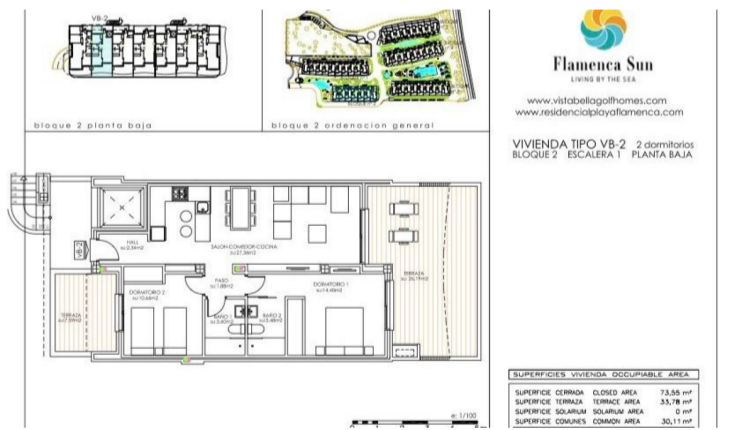 VB-2
bloque 2 planta baja
bloque 2 ordenacion general
Flamenca Sun
LIVING BY THE SEA
www.vistabellagolfhomes.com
www.residencialplayaflamenca.com
VIVIENDA TIPO VB-2 2 dormitorios
BLOQUE 2 ESCALERA 1 PLANTA BAJA
VB-2
HALL
SALON-COMEDOR-COCINA
PASO
DORMITORIO 2
DORMITORIO 1
BAÑO 1
BAÑO 2
TERRAZA
TERRAZA
e: 1/100
SUPERFICIES VIVIENDA OCCUPIABLE AREA
SUPERFICIE CERRADA CLOSED AREA 73,55 m²
SUPERFICIE TERRAZA TERRACE AREA 33,78 m²
SUPERFICIE SOLARIUM SOLARIUM AREA 0 m²
SUPERFICIE COMUNES COMMON AREA 30,11 m²